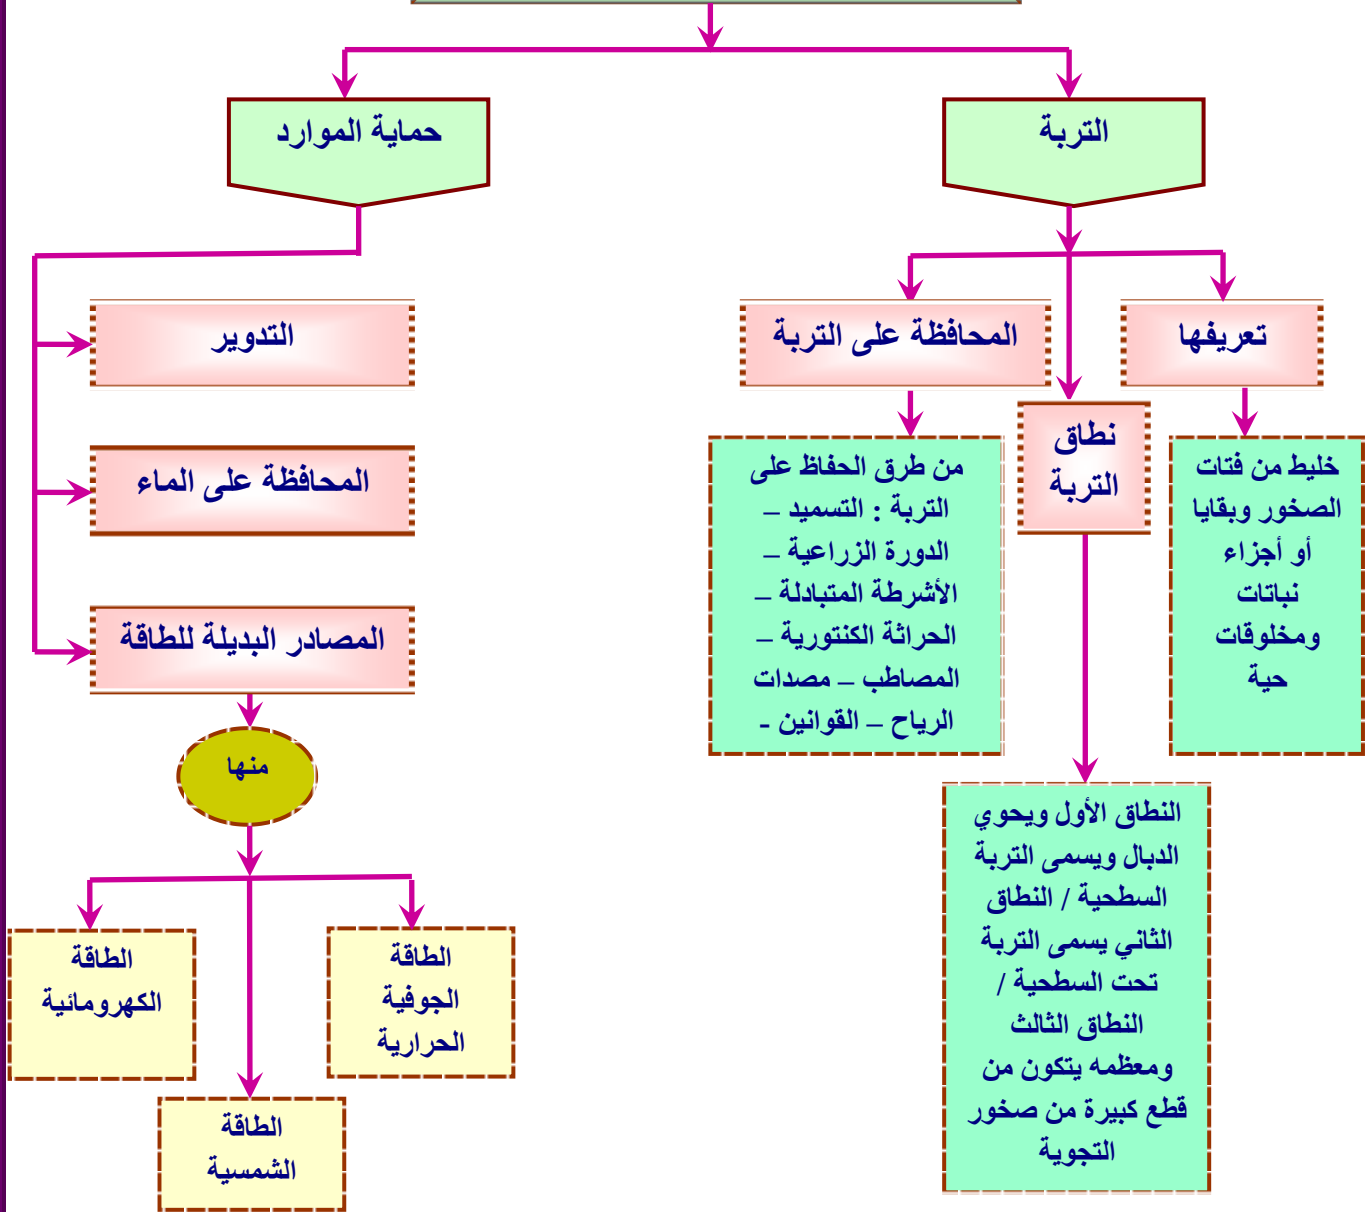 التربة
حماية الموارد
تعريفها
المحافظة على التربة
نطاق
التربة
خليط من فتات
الصخور وبقايا
أو أجزاء
نباتات
ومخلوقات
حية
من طرق الحفاظ على
التربة : التسميد –
الدورة الزراعية –
الأشرطة المتبادلة –
الحراثة الكنتورية –
المصاطب – مصدات
الرياح – القوانين -
النطاق الأول ويحوي
الدبال ويسمى التربة
السطحية / النطاق
الثاني يسمى التربة
تحت السطحية /
النطاق الثالث
ومعظمه يتكون من
قطع كبيرة من صخور
التجوية
التدوير
المحافظة على الماء
المصادر البديلة للطاقة
منها
الطاقة
الجوفية
الحرارية
الطاقة
الشمسية
الطاقة
الكهرومائية